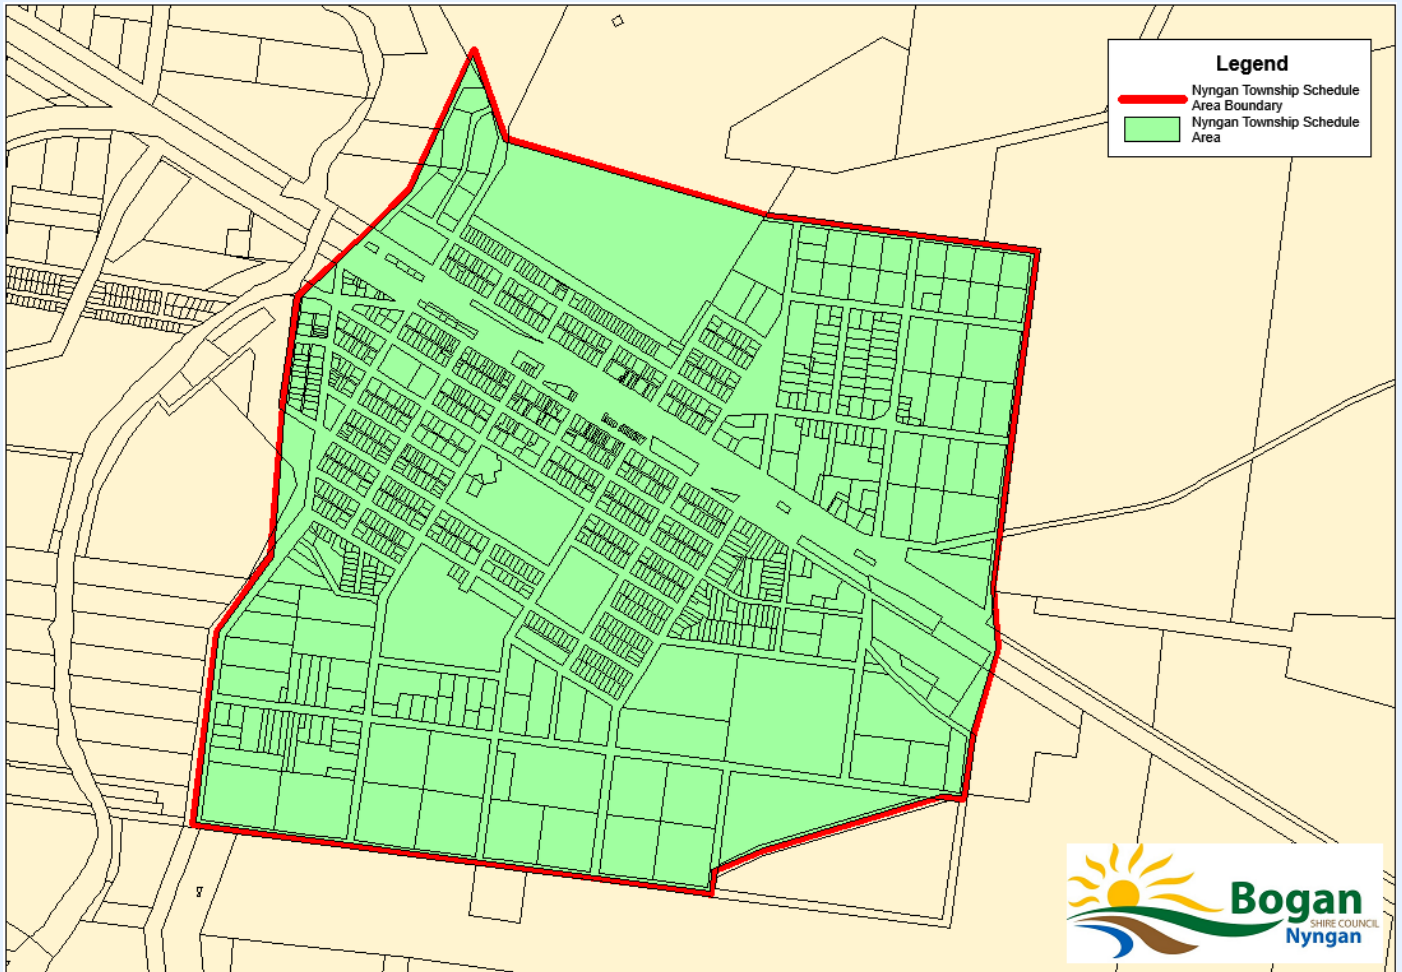 Legend
Nyngan Township Schedule
Area Boundary
Nyngan Township Schedule
Area
Bogan
SHIRE COUNCIL
Nyngan